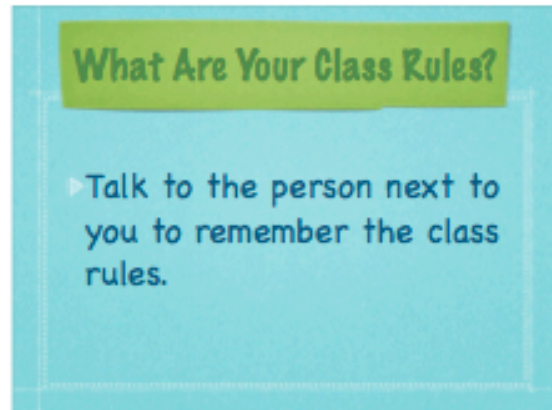 What Are Your Class Rules?
Talk to the person next to
you to remember the class
rules.